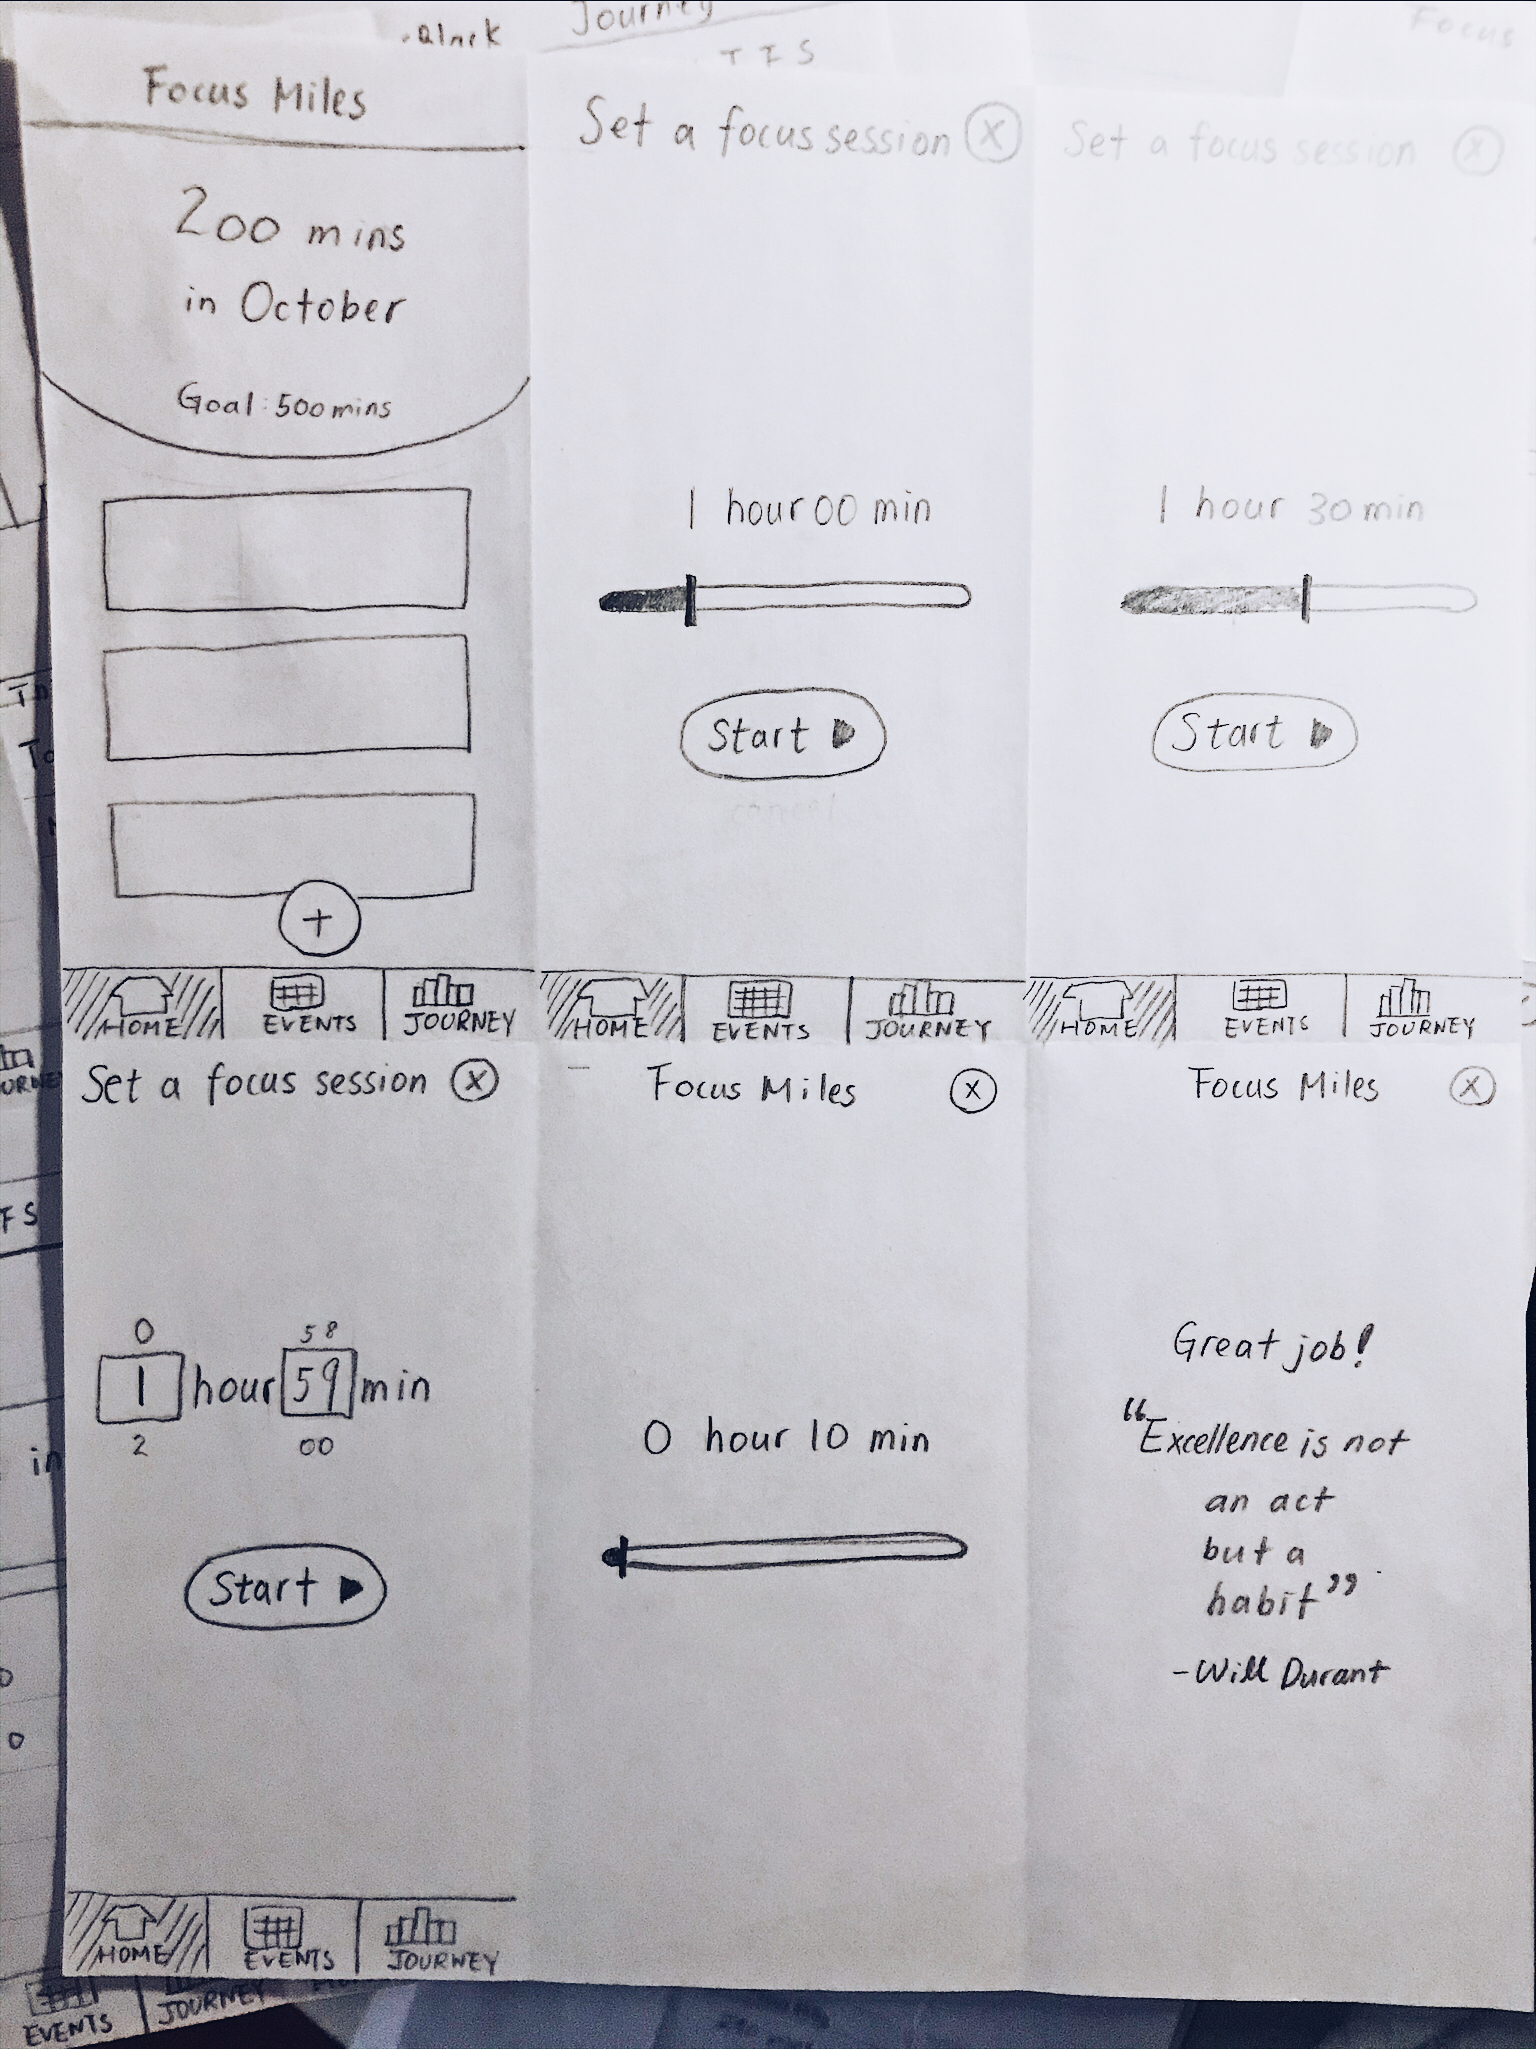 Journey
T F S
Focus
Focus Miles
200 mins
in October
Goal: 500 mins
+
HOME
EVENTS
JOURNEY
Set a focus session X
1 hour 00 min
Start
cancel
HOME
EVENTS
JOURNEY
Set a focus session X
1 hour 30 min
Start
HOME
EVENTS
JOURNEY
Set a focus session X
0 58
1 hour 59 min
2 00
Start
HOME
EVENTS
JOURNEY
Focus Miles X
0 hour 10 min
Focus Miles X
Great job!
“Excellence is not
an act
but a
habit”
-Will Durant
F S
in
EVENTS
JOURNEY